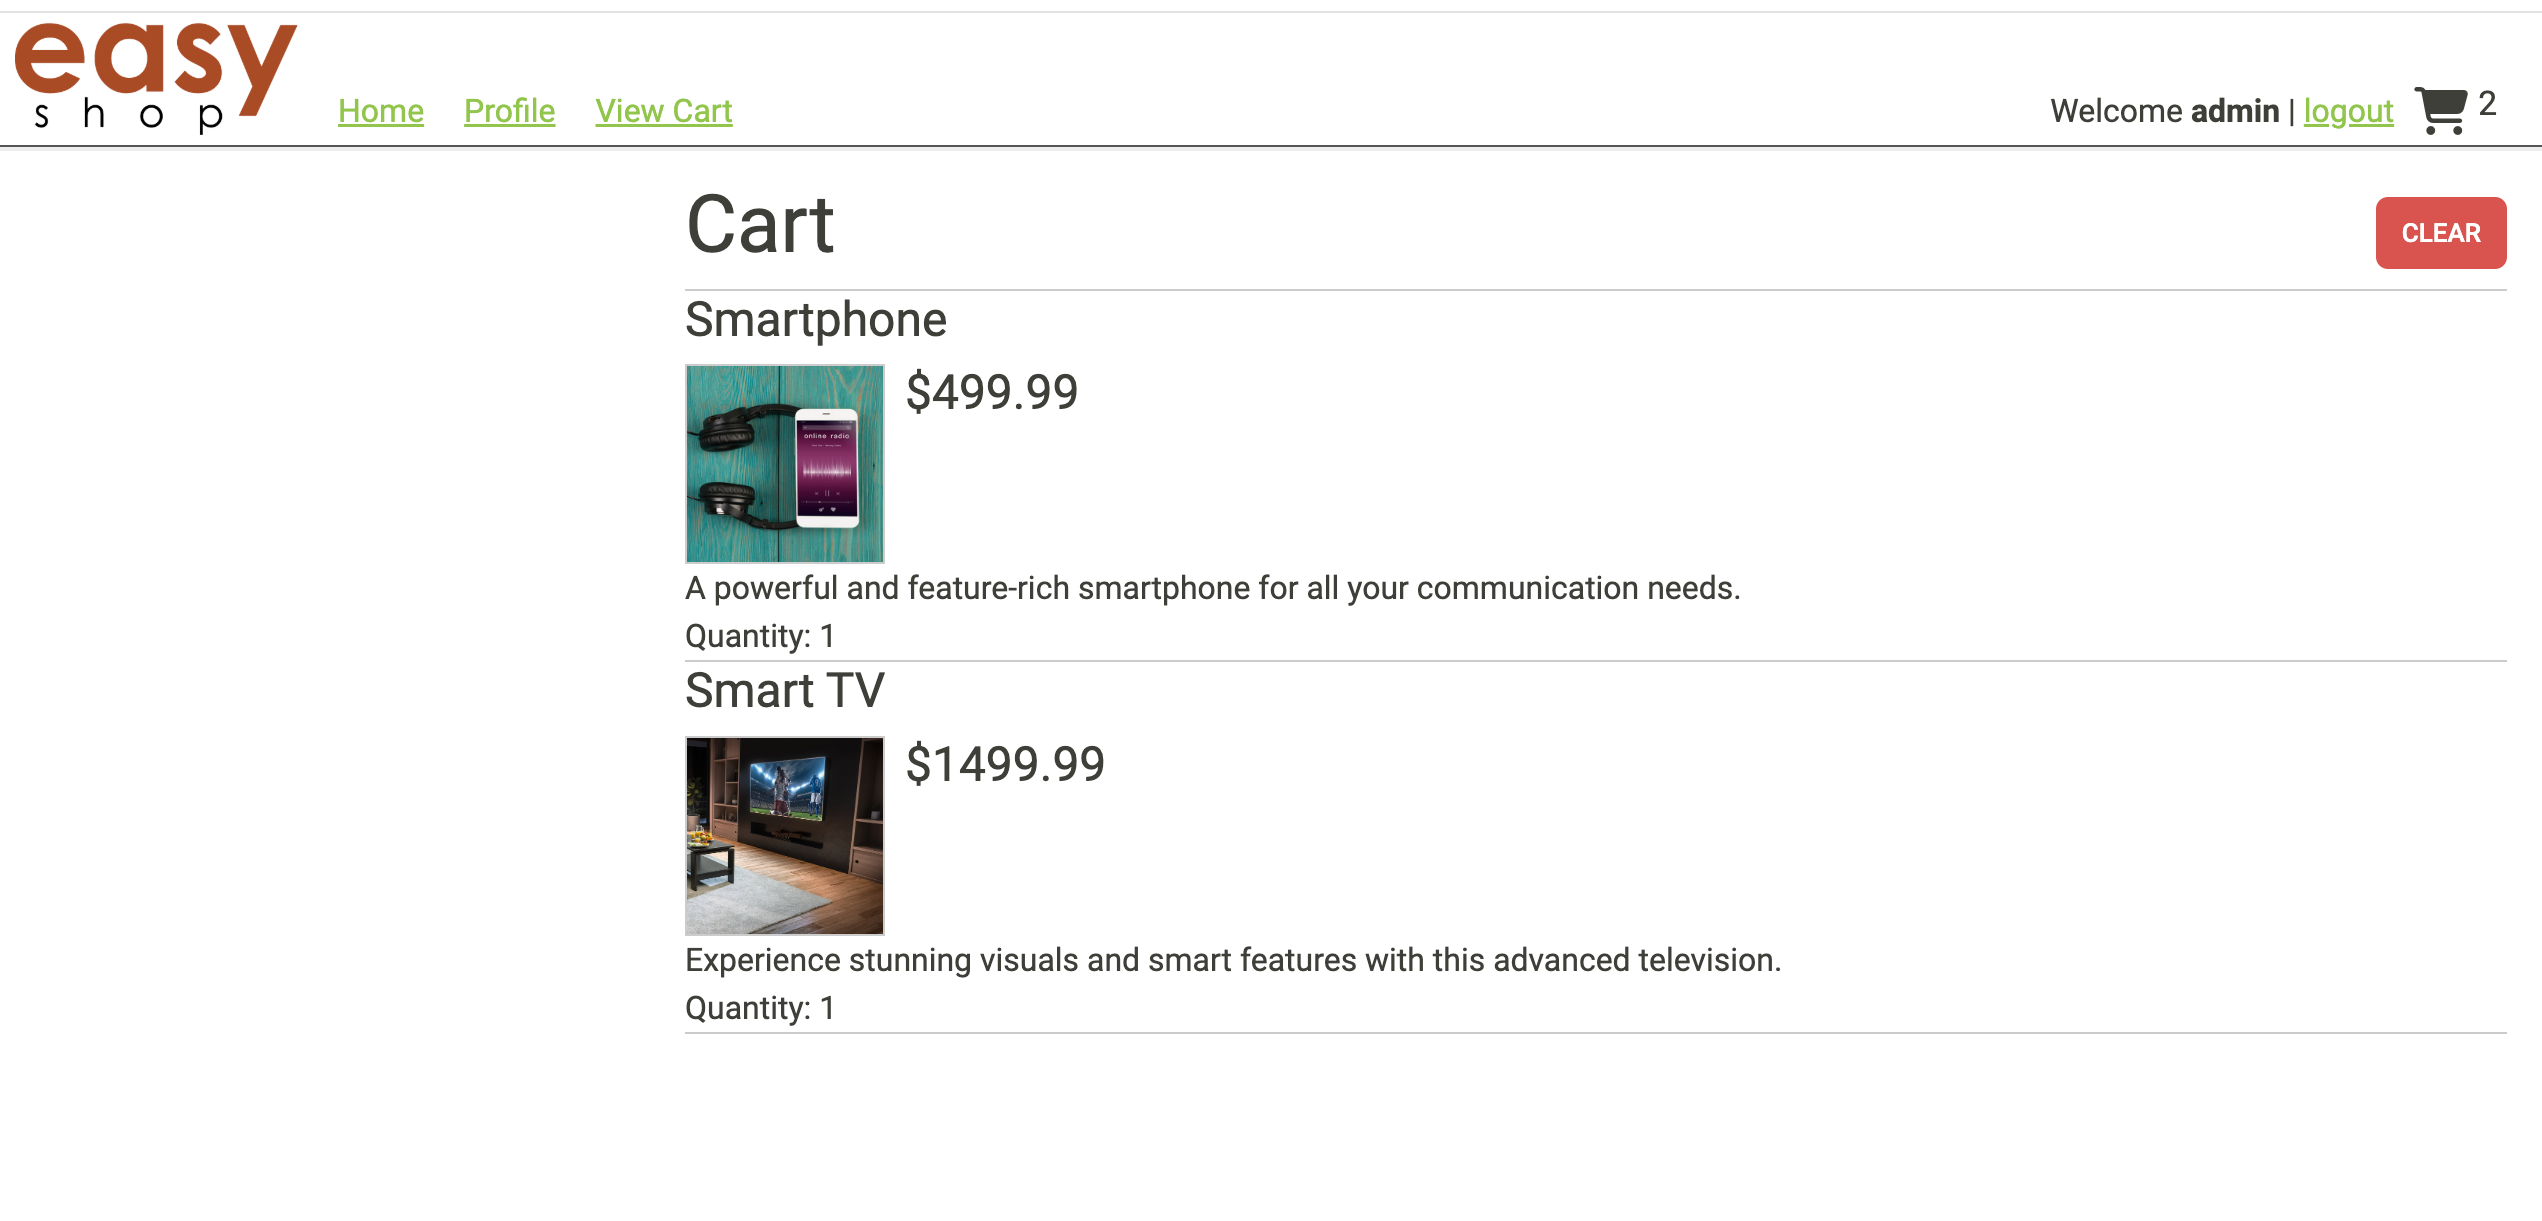 easy
shop
Home Profile View Cart
Welcome admin | logout 2
Cart
CLEAR
Smartphone
online radio
$499.99
A powerful and feature-rich smartphone for all your communication needs.
Quantity: 1
Smart TV
$1499.99
Experience stunning visuals and smart features with this advanced television.
Quantity: 1